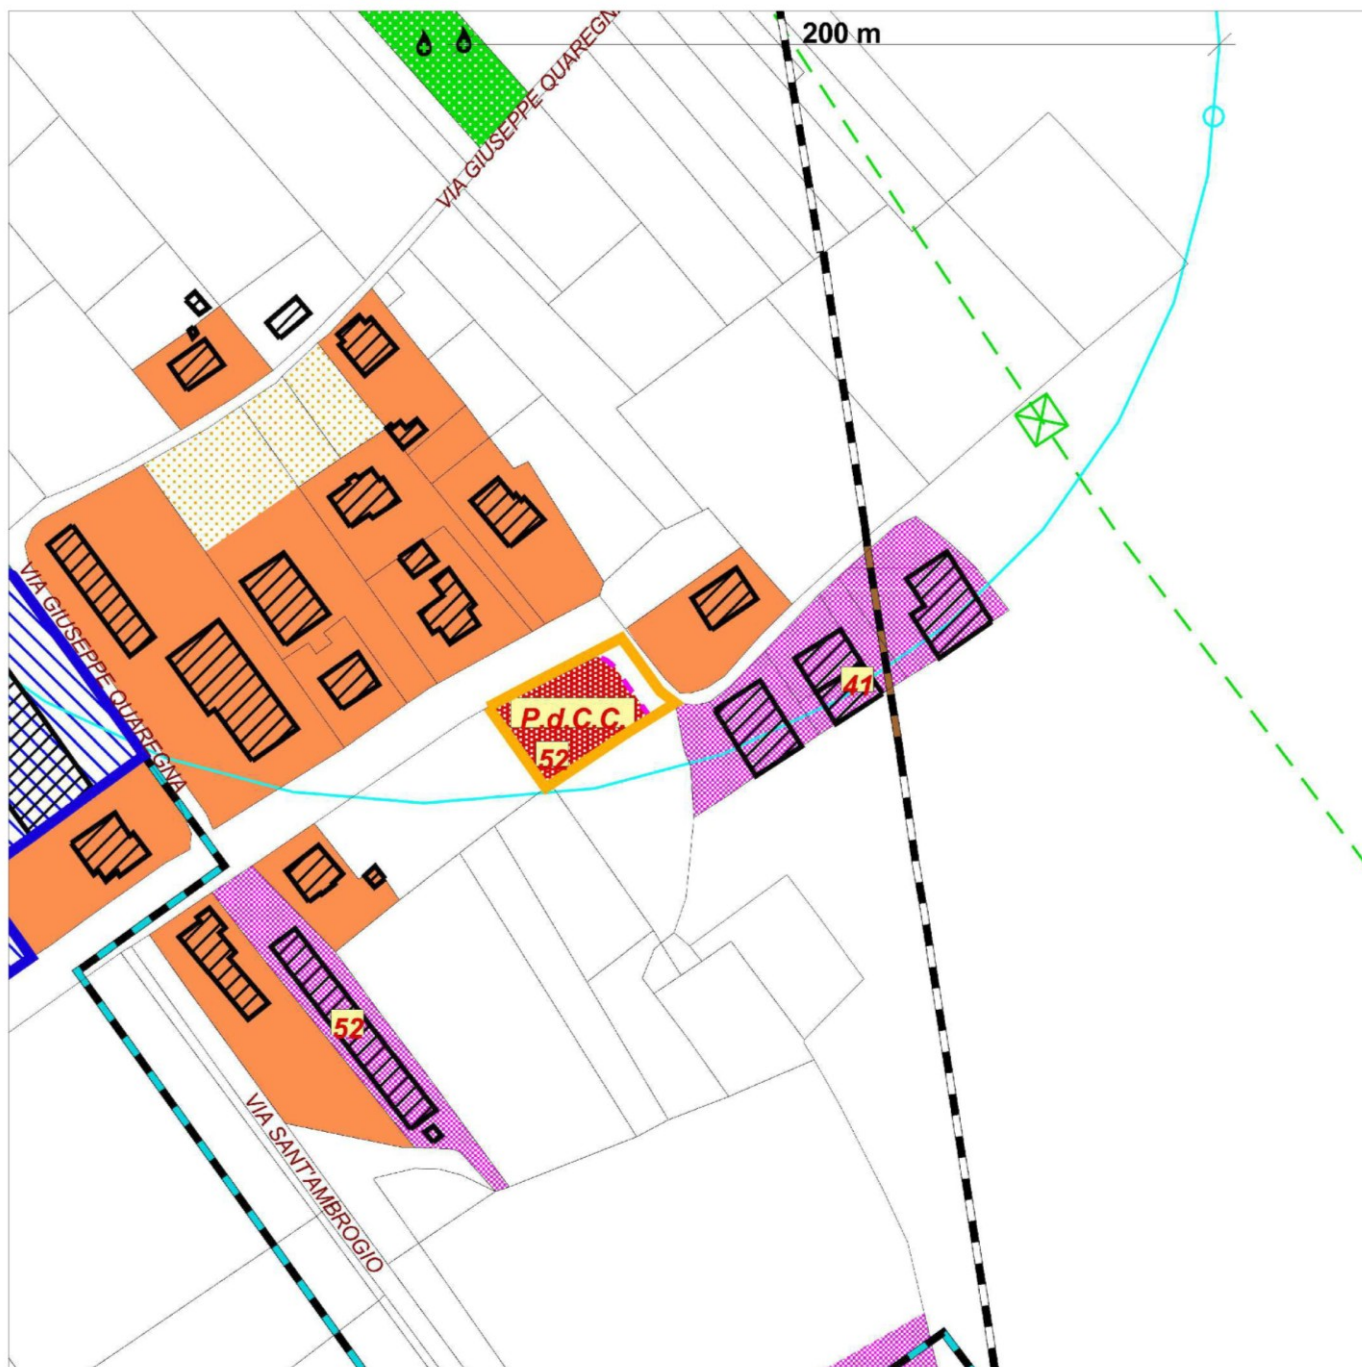 200 m
VIA GIUSEPPE QUAREGNA
VIA GIUSEPPE QUAREGNA
P.d.C.C.
52
41
52
VIA SANT'AMBROGIO